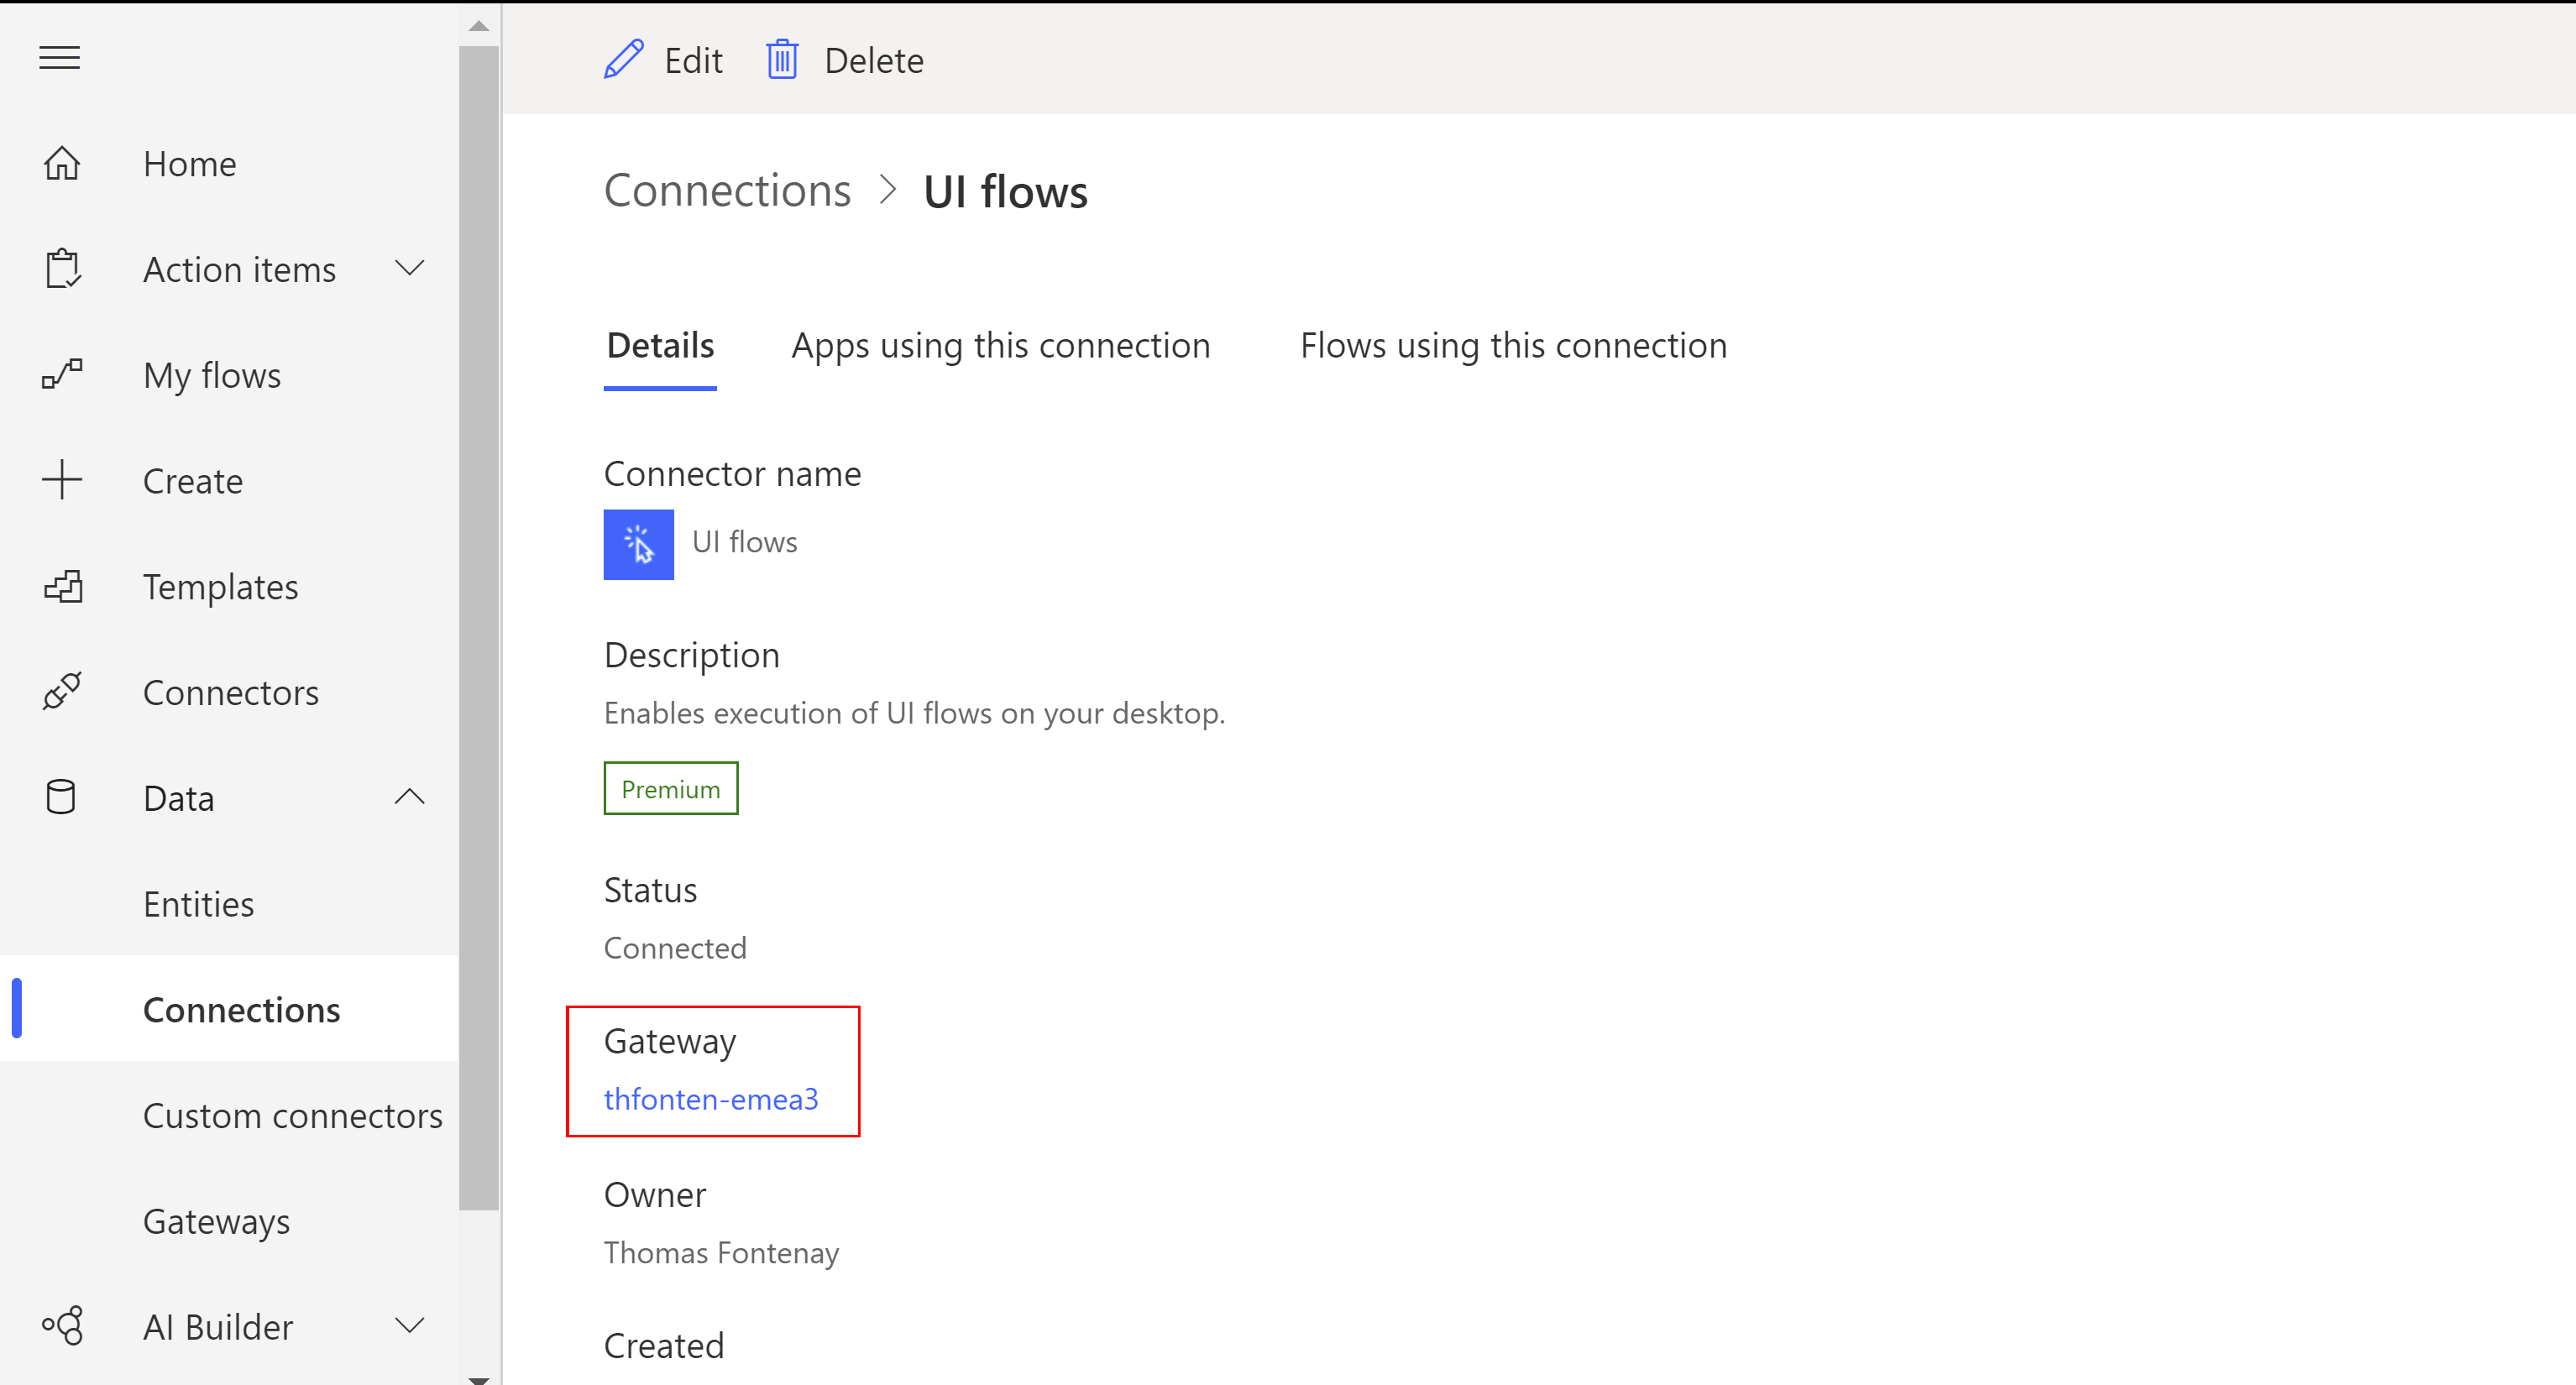 Home
Action items
My flows
Create
Templates
Connectors
Data
Entities
Connections
Custom connectors
Gateways
AI Builder
Edit Delete
Connections > UI flows
Details Apps using this connection Flows using this connection
Connector name
UI flows
Description
Enables execution of UI flows on your desktop.
Premium
Status
Connected
Gateway
thfonten-emea3
Owner
Thomas Fontenay
Created